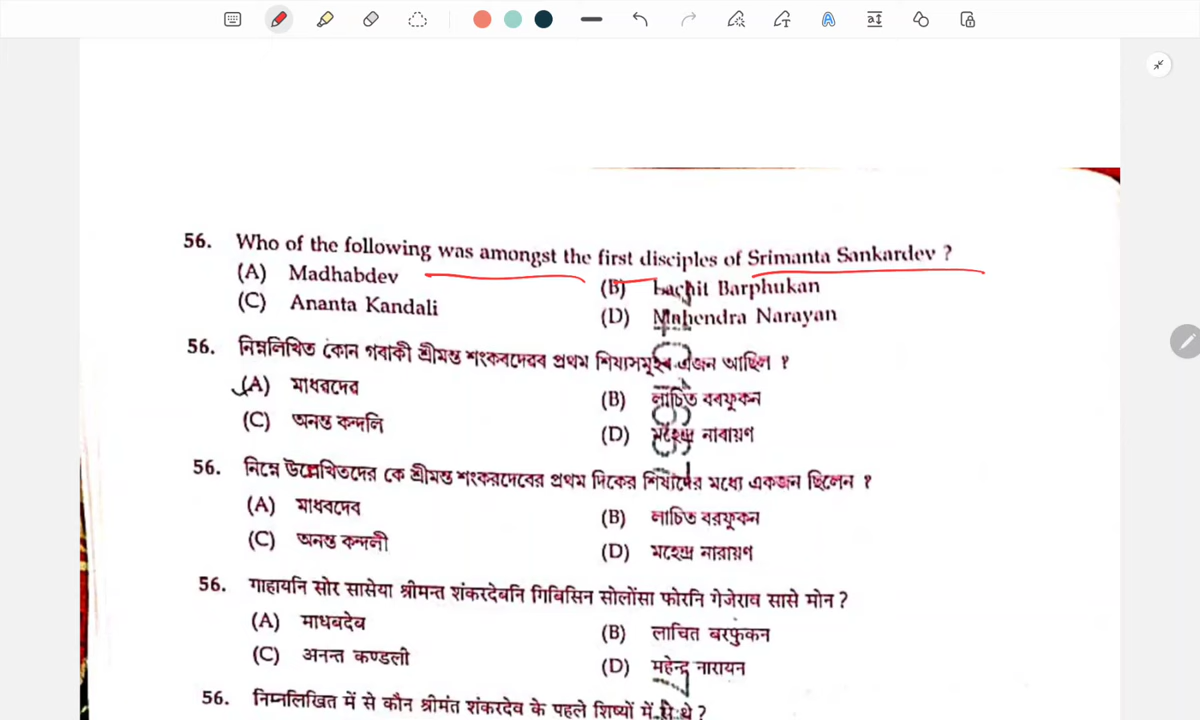 56. Who of the following was amongst the first disciples of Srimanta Sankardev ?
(A) Madhabdev (B) Lachit Barphukan
(C) Ananta Kandali (D) Mahendra Narayan
56. নিম্নলিখিত কোন গৰাকী শ্ৰীমন্ত শংকৰদেৱৰ প্ৰথম শিষ্যসমূহৰ এজন আছিল ?
(A) মাধৱদেৱ (B) লাচিত বৰফুকন
(C) অনন্ত কন্দলি (D) মহেন্দ্ৰ নাৰায়ণ
56. নিম্নে উল্লেখিতদের কে শ্রীমন্ত শংকরদেবের প্রথম দিকের শিষ্যদের মধ্যে একজন ছিলেন ?
(A) মাধবদেব (B) লাচিত বরফুকন
(C) অনন্ত কন্দলী (D) মহেন্দ্র নারায়ণ
56. गाहायनि सोर सासेया श्रीमन्त शंकरदेबनि गिबिसिन सोलोंसा फोरनि गेजेराव सासे मोन ?
(A) माधबदेब (B) लाचित बरफुकन
(C) अनन्त कण्डली (D) महेन्द्र नारायन
56. निम्नलिखित में से कौन श्रीमंत शंकरदेव के पहले शिष्यों में से थे ?